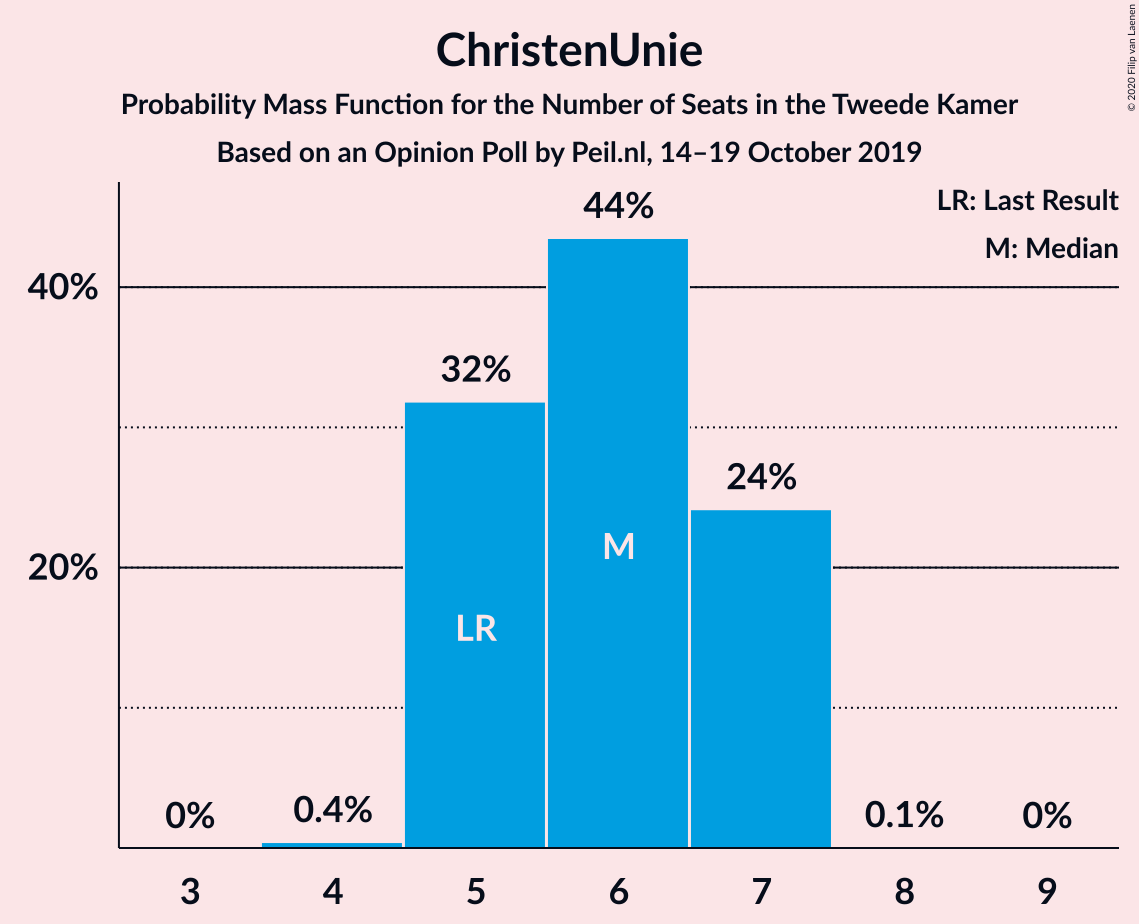 ChristenUnie
Probability Mass Function for the Number of Seats in the Tweede Kamer
Based on an Opinion Poll by Peil.nl, 14–19 October 2019
© 2020 Filip van Laenen
LR: Last Result
M: Median
40%
20%
0%
0.4%
32%
44%
24%
0.1%
0%
LR
M
3 4 5 6 7 8 9